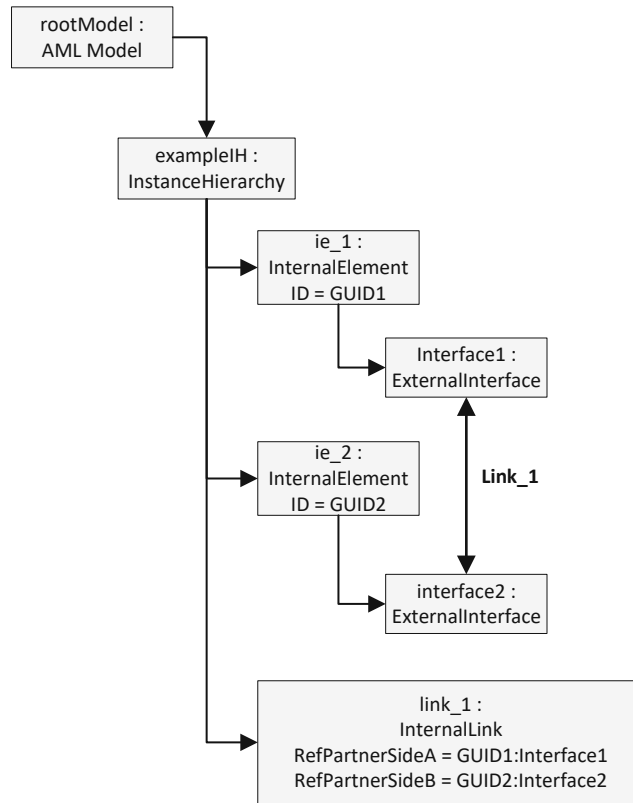 rootModel :
AML Model
exampleIH :
InstanceHierarchy
ie_1 :
InternalElement
ID = GUID1
Interface1 :
ExternalInterface
ie_2 :
InternalElement
ID = GUID2
Link_1
interface2 :
ExternalInterface
link_1 :
InternalLink
RefPartnerSideA = GUID1:Interface1
RefPartnerSideB = GUID2:Interface2